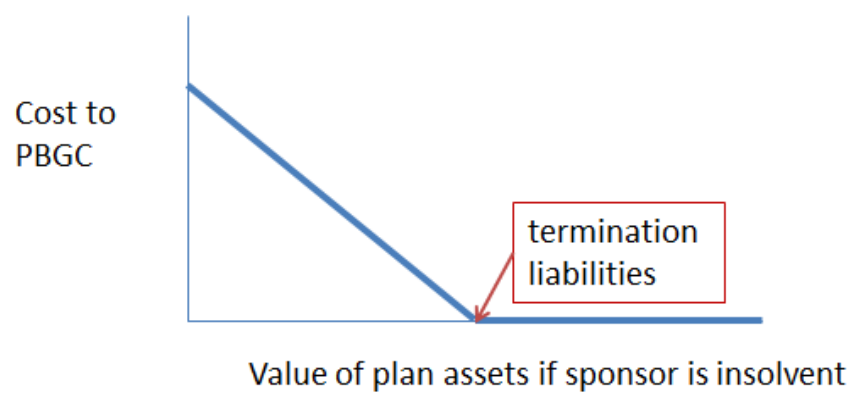 Cost to
PBGC
termination
liabilities
Value of plan assets if sponsor is insolvent